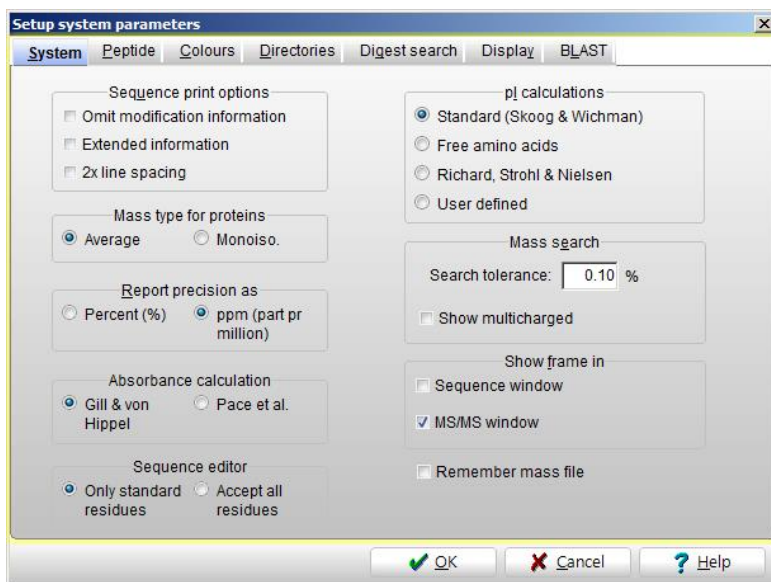 Setup system parameters
System Peptide Colours Directories Digest search Display BLAST
Sequence print options
Omit modification information
Extended information
2x line spacing
Mass type for proteins
Average Monoiso.
Report precision as
Percent (%) ppm (part pr
million)
Absorbance calculation
Gill & von Pace et al.
Hippel
Sequence editor
Only standard Accept all
residues residues
pI calculations
Standard (Skoog & Wichman)
Free amino acids
Richard, Strohl & Nielsen
User defined
Mass search
Search tolerance: 0.10 %
Show multicharged
Show frame in
Sequence window
MS/MS window
Remember mass file
OK Cancel Help